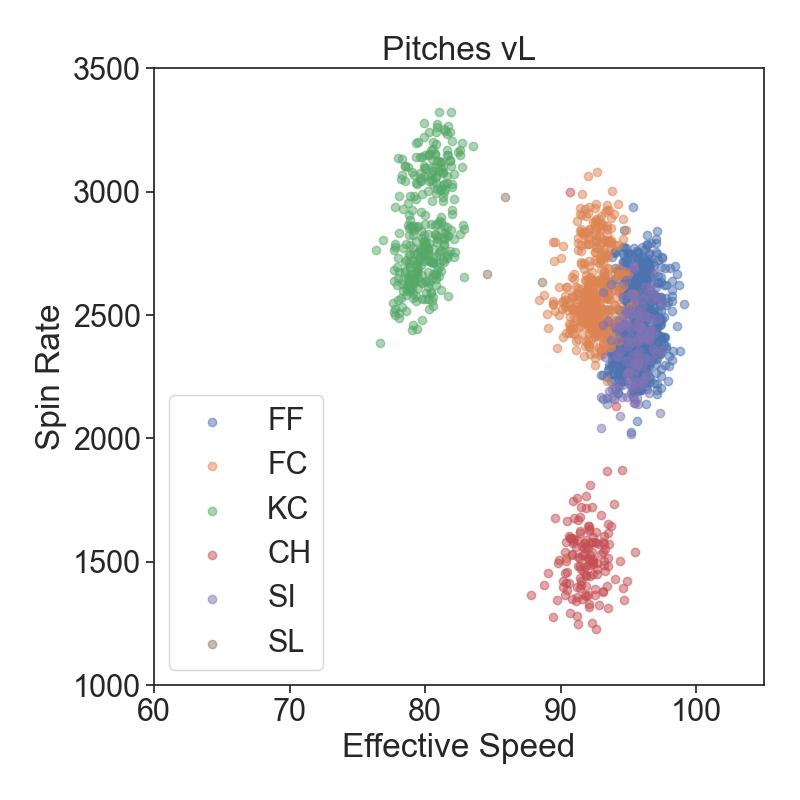 Pitches vL
3500
3000
2500
2000
1500
1000
Spin Rate
FF
FC
KC
CH
SI
SL
60 70 80 90 100
Effective Speed